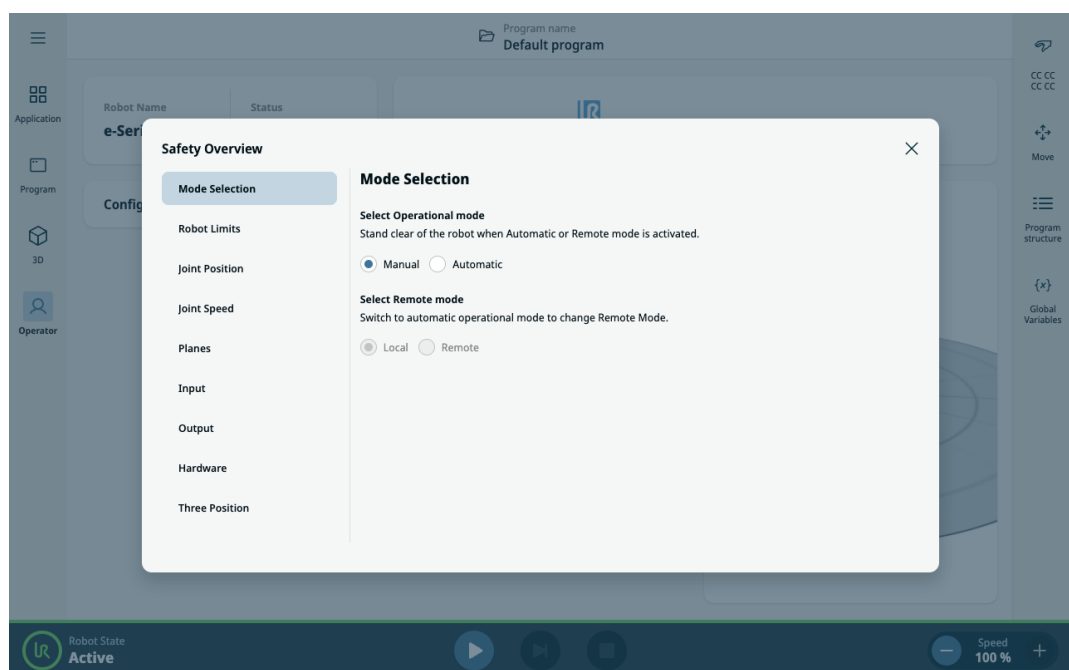 Program name
Default program
Application
Program
3D
Operator
Robot Name
Status
e-Seri
Config
Safety Overview
Mode Selection
Robot Limits
Joint Position
Joint Speed
Planes
Input
Output
Hardware
Three Position
Mode Selection
Select Operational mode
Stand clear of the robot when Automatic or Remote mode is activated.
Manual Automatic
Select Remote mode
Switch to automatic operational mode to change Remote Mode.
Local Remote
CC CC
CC CC
Move
Program
structure
{x}
Global
Variables
UR
Robot State
Active
Speed
100 %